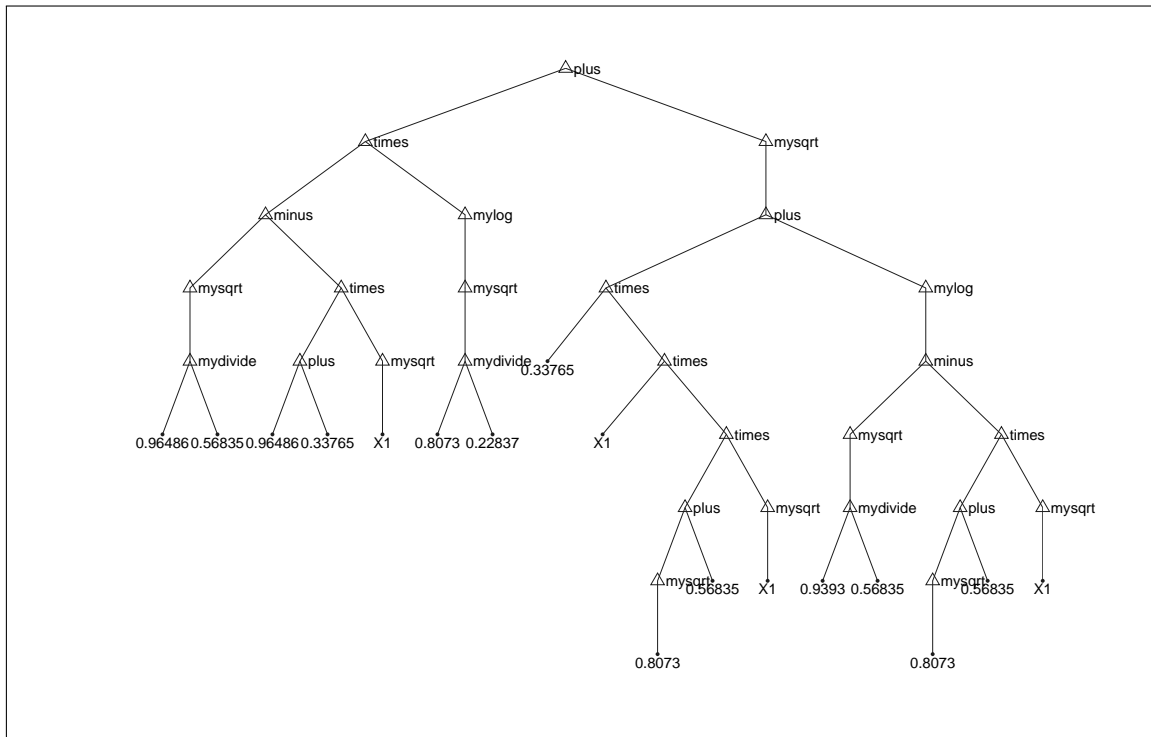 plus
times mysqrt
minus mylog plus
mysqrt times mysqrt times mylog
mydivide plus mysqrt mydivide 0.33765 times minus
0.96486 0.56835 0.96486 0.33765 X1 0.8073 0.22837 X1 times mysqrt times
plus mysqrt mydivide plus mysqrt
mysqrt 0.56835 X1 0.9393 0.56835 mysqrt 0.56835 X1
0.8073 0.8073